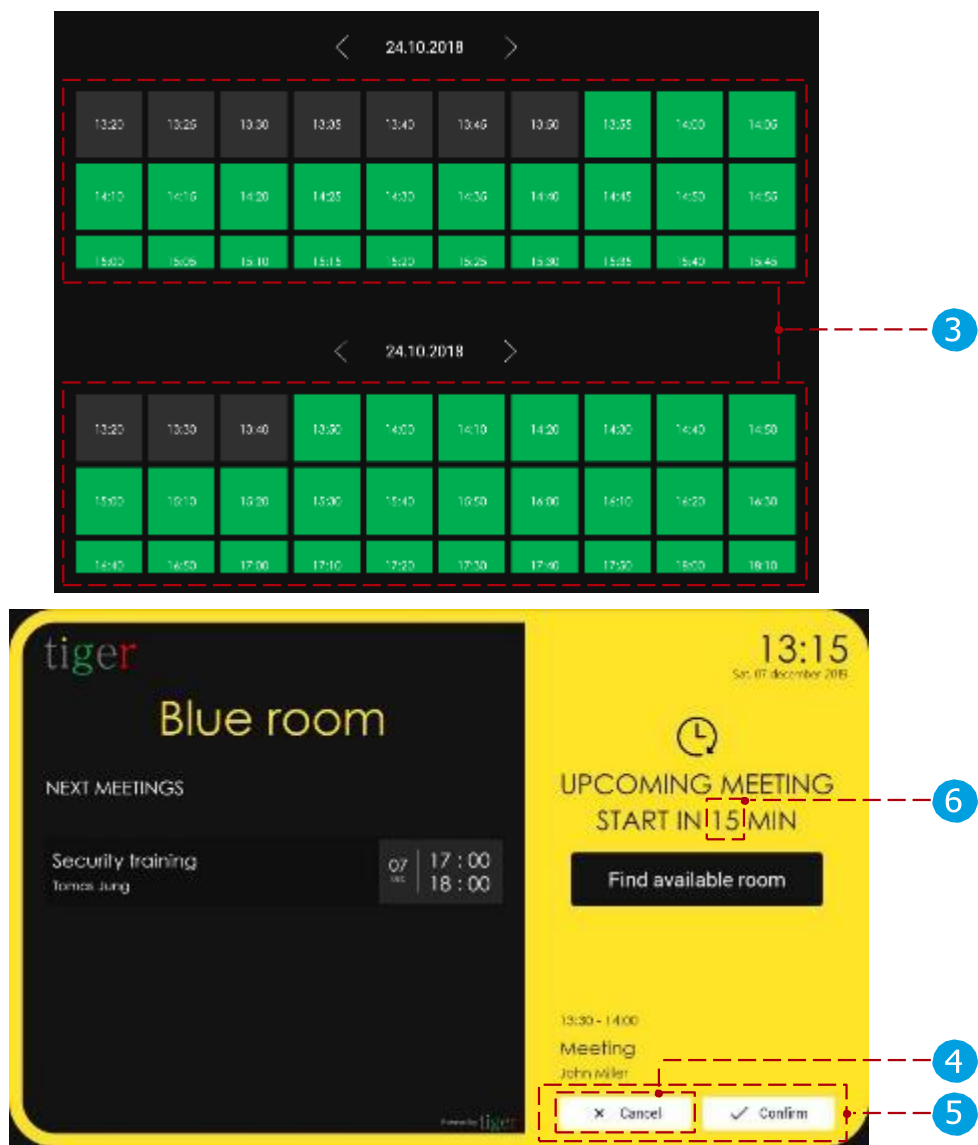 24.10.2018
13:20 13:25 13:30 13:35 13:40 13:45 13:50 13:55 14:00 14:05
14:10 14:15 14:20 14:25 14:30 14:35 14:40 14:45 14:50 14:55
15:00 15:05 15:10 15:15 15:20 15:25 15:30 15:35 15:40 15:45
3
24.10.2018
13:20 13:30 13:40 13:50 14:00 14:10 14:20 14:30 14:40 14:50
15:00 15:10 15:20 15:30 15:40 15:50 16:00 16:10 16:20 16:30
16:40 16:50 17:00 17:10 17:20 17:30 17:40 17:50 18:00 18:10
tiger
13:15
Sat, 07 december 2019
Blue room
NEXT MEETINGS
UPCOMING MEETING
START IN 15 MIN
6
Security training
Tomas Jung
07
17 : 00
18 : 00
Find available room
13:30 - 14:00
Meeting
John Miller
4
Cancel
Confirm
5
Powered by tiger